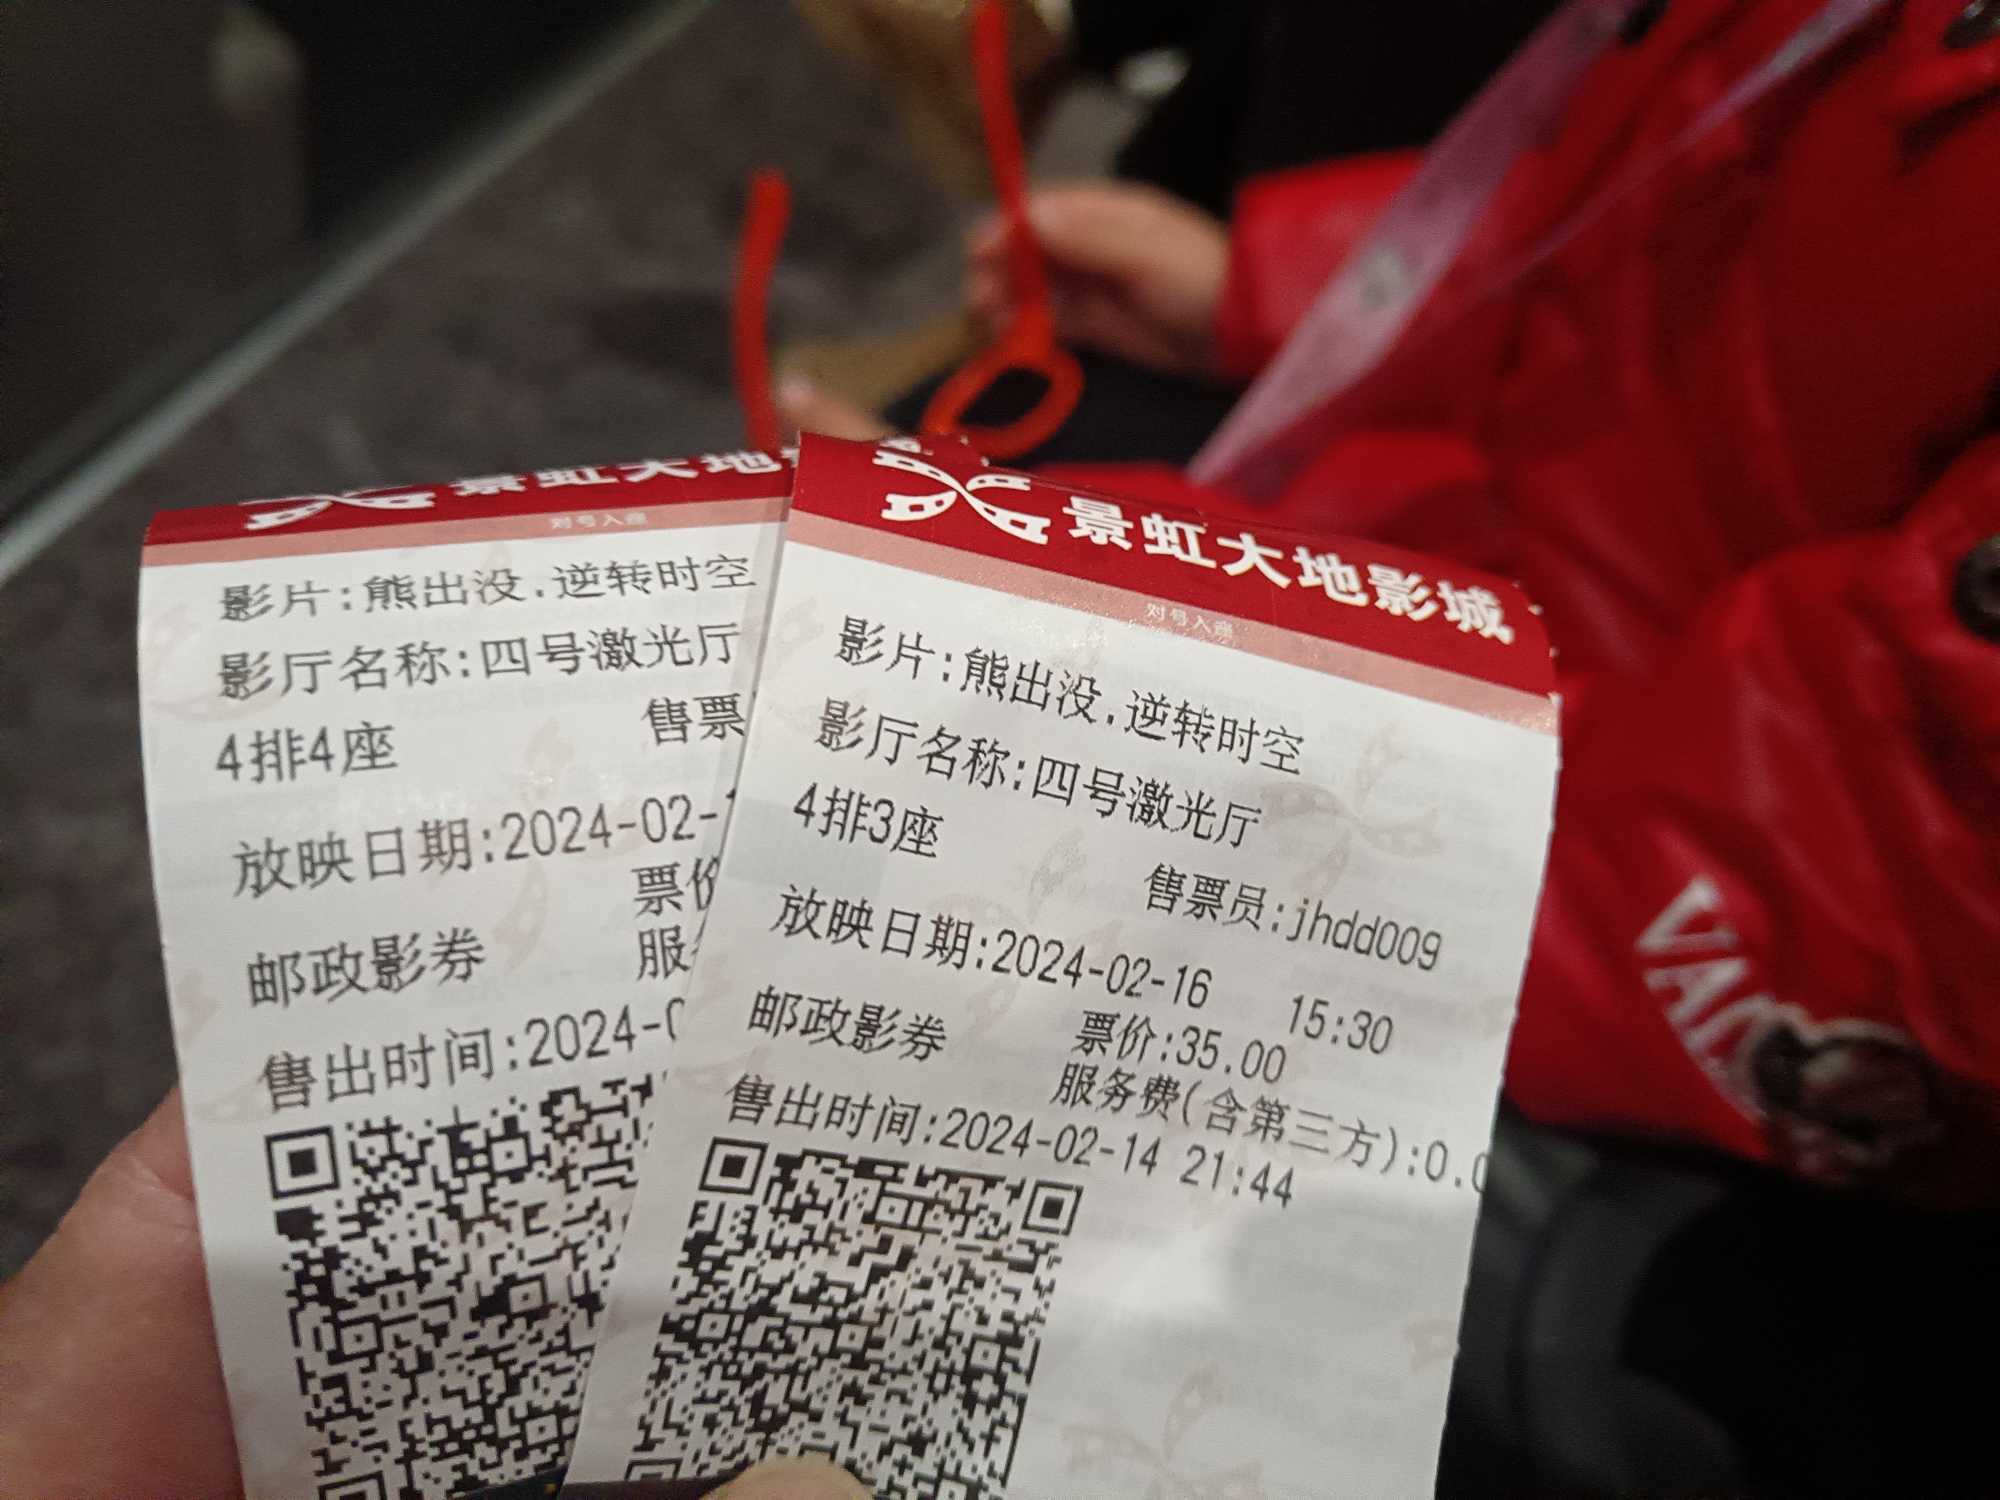 景虹大地
对号入座
影片:熊出没.逆转时空
影厅名称:四号激光厅
4排4座
售票
放映日期:2024-02-1
票价
邮政影券
服
售出时间:2024-0
景虹大地影城
对号入座
影片:熊出没.逆转时空
影厅名称:四号激光厅
4排3座
售票员:jhdd009
放映日期:2024-02-16 15:30
邮政影券 票价:35.00
服务费(含第三方):0.0
售出时间:2024-02-14 21:44
VAI